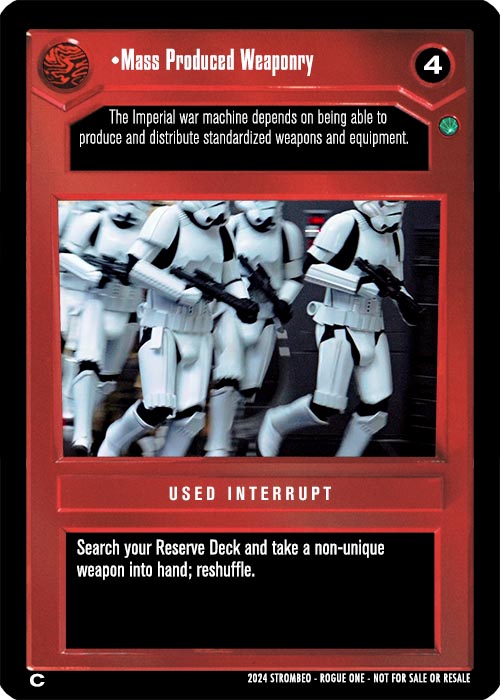 •Mass Produced Weaponry
4
The Imperial war machine depends on being able to
produce and distribute standardized weapons and equipment.
USED INTERRUPT
Search your Reserve Deck and take a non-unique
weapon into hand; reshuffle.
C
2024 STROMBEO - ROGUE ONE - NOT FOR SALE OR RESALE